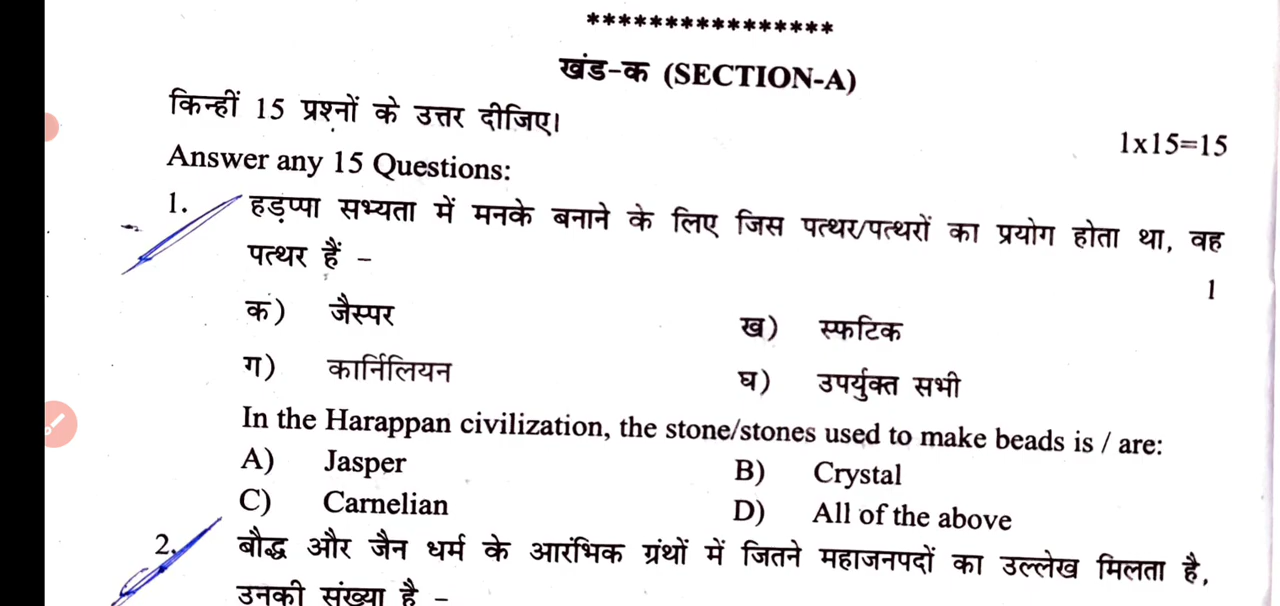 ****************
खंड-क (SECTION-A)
किन्हीं 15 प्रश्नों के उत्तर दीजिए।
1x15=15
Answer any 15 Questions:
1. हड़प्पा सभ्यता में मनके बनाने के लिए जिस पत्थर/पत्थरों का प्रयोग होता था, वह
पत्थर हैं -
1
क) जैस्पर ख) स्फटिक
ग) कार्निलियन घ) उपर्युक्त सभी
In the Harappan civilization, the stone/stones used to make beads is / are:
A) Jasper B) Crystal
C) Carnelian D) All of the above
2. बौद्ध और जैन धर्म के आरंभिक ग्रंथों में जितने महाजनपदों का उल्लेख मिलता है,
उनकी संख्या है -